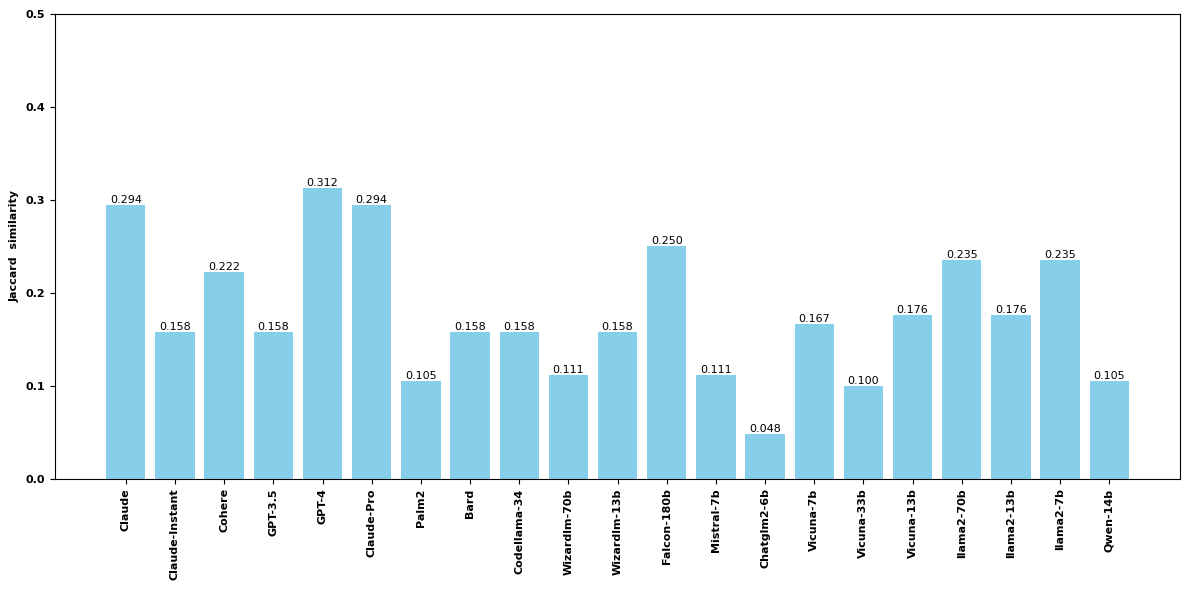 0.5
0.4
0.3
0.2
0.1
0.0
Jaccard similarity
0.294
0.158
0.222
0.158
0.312
0.294
0.105
0.158
0.158
0.111
0.158
0.250
0.111
0.048
0.167
0.100
0.176
0.235
0.176
0.235
0.105
Claude
Claude-Instant
Cohere
GPT-3.5
GPT-4
Claude-Pro
Palm2
Bard
Codellama-34
Wizardlm-70b
Wizardlm-13b
Falcon-180b
Mistral-7b
Chatglm2-6b
Vicuna-7b
Vicuna-33b
Vicuna-13b
llama2-70b
llama2-13b
llama2-7b
Qwen-14b